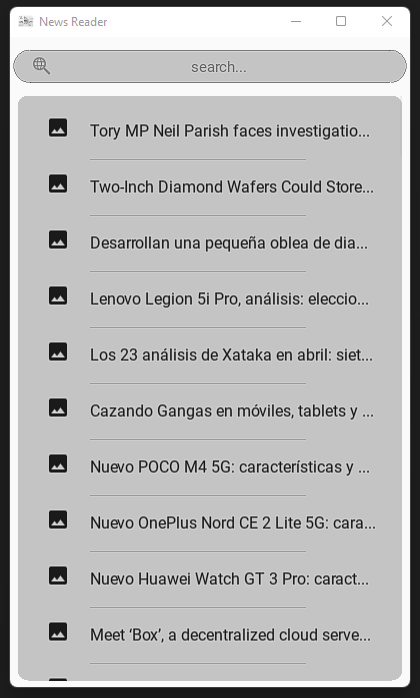 News Reader
search...
Tory MP Neil Parish faces investigatio...
Two-Inch Diamond Wafers Could Store...
Desarrollan una pequeña oblea de dia...
Lenovo Legion 5i Pro, análisis: eleccio...
Los 23 análisis de Xataka en abril: siet...
Cazando Gangas en móviles, tablets y ...
Nuevo POCO M4 5G: características y ...
Nuevo OnePlus Nord CE 2 Lite 5G: cara...
Nuevo Huawei Watch GT 3 Pro: caract...
Meet ‘Box’, a decentralized cloud serve...